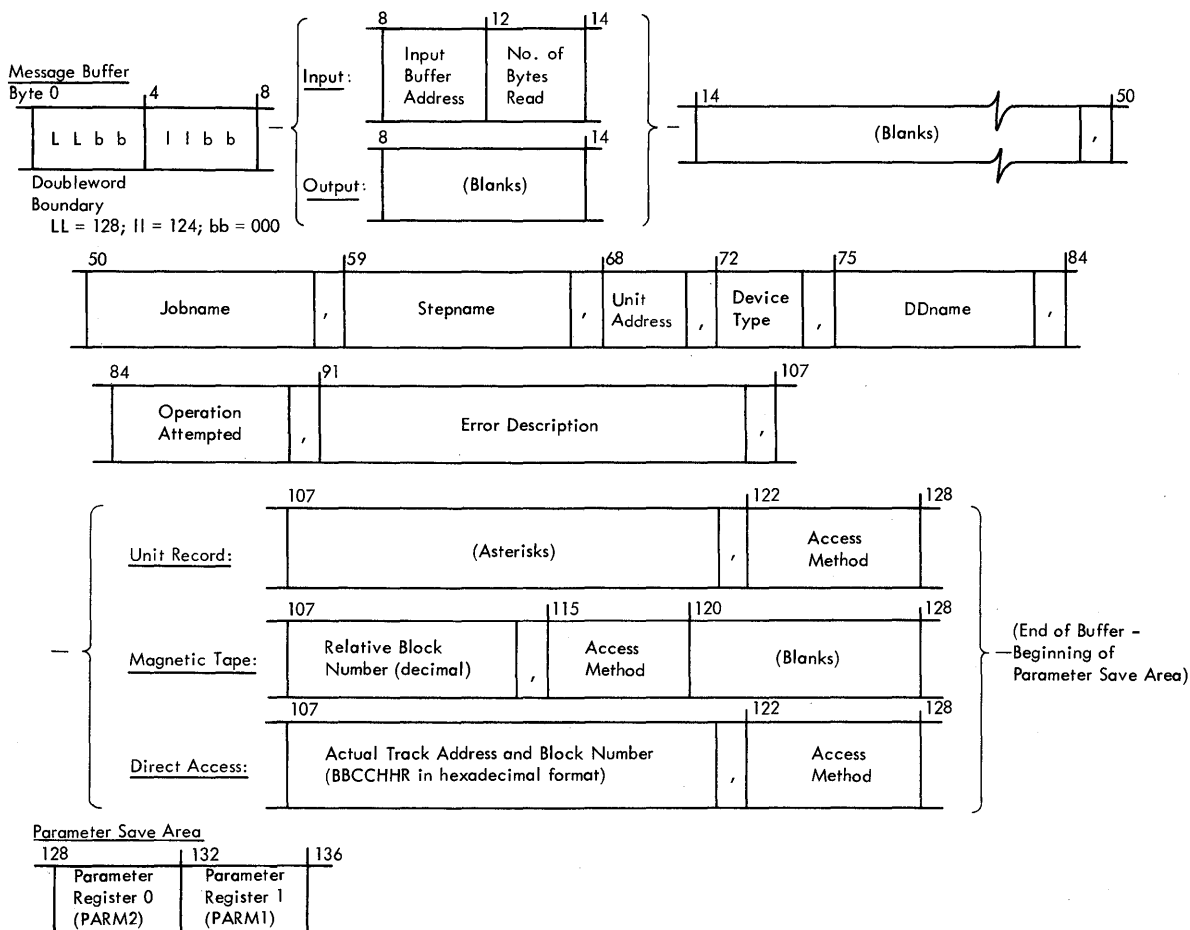 8 12 14
Input: Input Buffer Address No. of Bytes Read
Message Buffer
Byte 0 4 8
L L b b l l b b
8 14
Output: (Blanks)
14 50
(Blanks) ,
Doubleword
Boundary
LL = 128; ll = 124; bb = 000
50 59 68 72 75 84
Jobname , Stepname , Unit Address , Device Type , DDname ,
84 91 107
Operation Attempted , Error Description ,
107 122 128
Unit Record: (Asterisks) , Access Method
107 115 120 128
Magnetic Tape: Relative Block Number (decimal) , Access Method (Blanks)
(End of Buffer -
Beginning of
Parameter Save Area)
107 122 128
Direct Access: Actual Track Address and Block Number (BBCCHHR in hexadecimal format) , Access Method
Parameter Save Area
128 132 136
Parameter Register 0 (PARM2) Parameter Register 1 (PARM1)